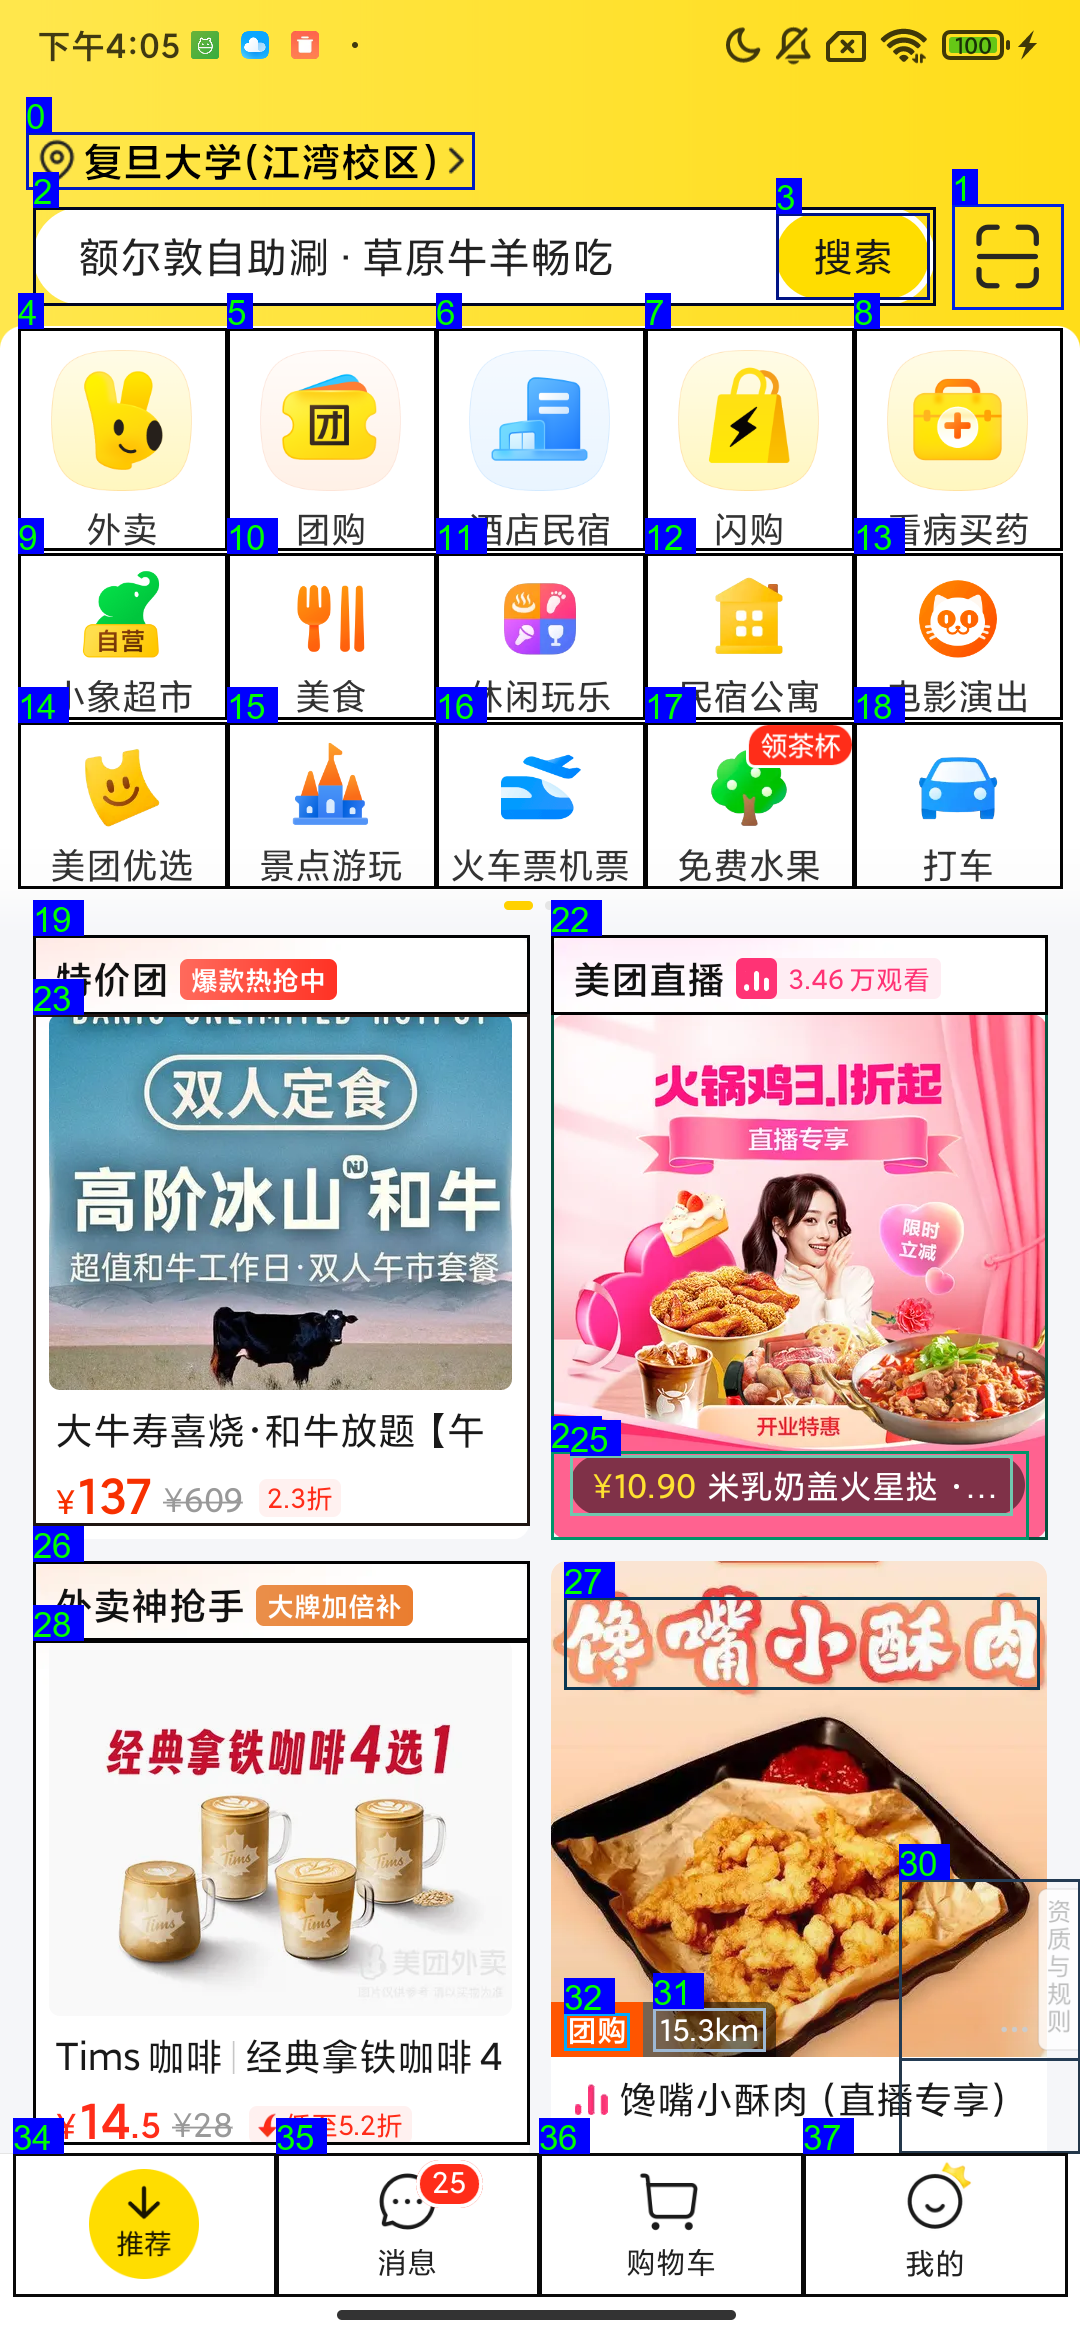 下午4:05
100
0
复旦大学(江湾校区)
1
2
额尔敦自助涮·草原牛羊畅吃
3
搜索
4
5
6
7
8
团
外卖
团购
酒店民宿
闪购
看病买药
9
10
11
12
13
自营
小象超市
美食
休闲玩乐
民宿公寓
电影演出
14
15
16
17
18
领茶杯
美团优选
景点游玩
火车票机票
免费水果
打车
19
特价团 爆款热抢中
23
双人定食
高阶冰山和牛
NiJ
超值和牛工作日·双人午市套餐
大牛寿喜烧·和牛放题【午
¥137 ¥609 2.3折
22
美团直播 3.46万观看
火锅鸡3.1折起
直播专享
限时
立减
开业特惠
25
¥10.90 米乳奶盖火星挞 ·...
26
外卖神抢手 大牌加倍补
28
经典拿铁咖啡4选1
Tims
Tims
Tims
Tims
美团外卖
Tims 咖啡 | 经典拿铁咖啡 4
¥14.5 ¥28 低至5.2折
27
馋嘴小酥肉
30
资质与规则
31
32
团购 15.3km
馋嘴小酥肉（直播专享）
34
35
36
37
推荐
25
消息
购物车
我的